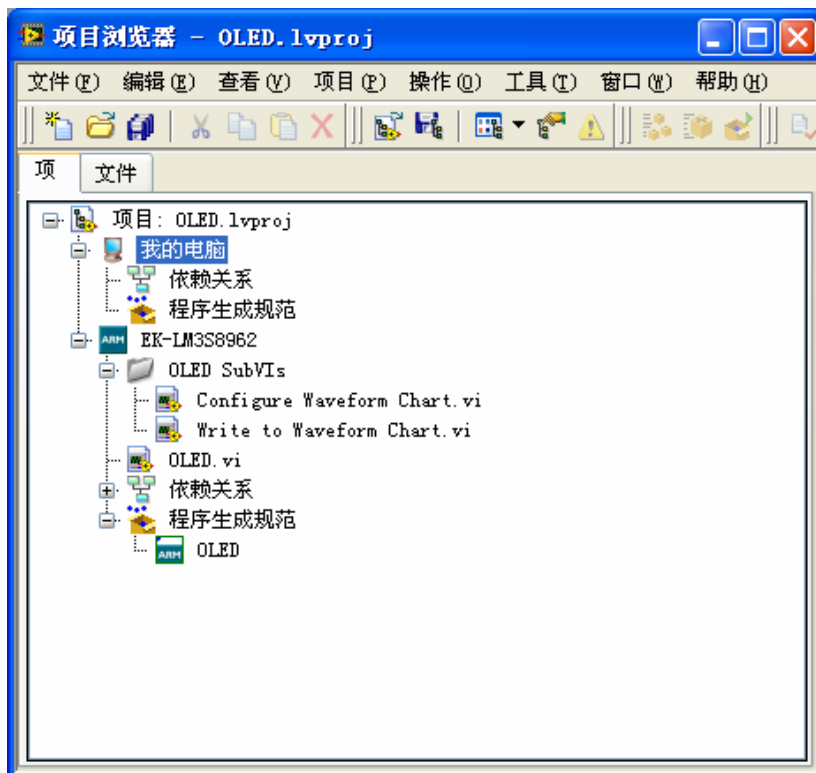 项目浏览器 - OLED.lvproj
文件(F) 编辑(E) 查看(V) 项目(P) 操作(O) 工具(T) 窗口(W) 帮助(H)
项 文件
项目: OLED.lvproj
我的电脑
依赖关系
程序生成规范
ARM EK-LM3S8962
OLED SubVIs
Configure Waveform Chart.vi
Write to Waveform Chart.vi
OLED.vi
依赖关系
程序生成规范
ARM OLED